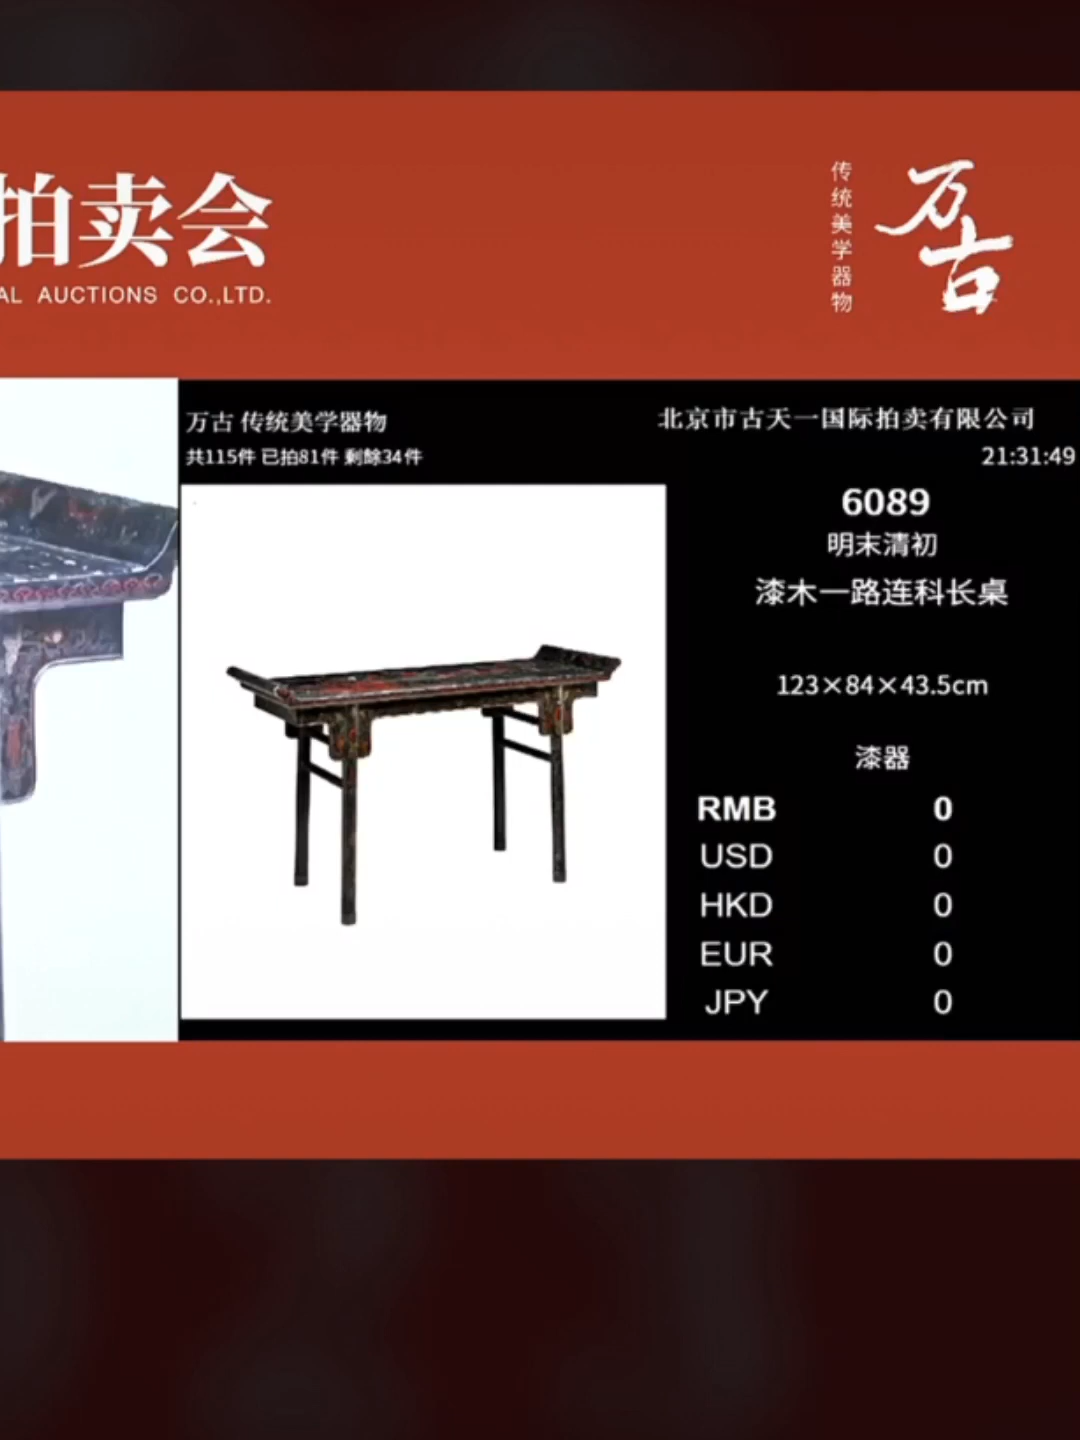 拍卖会
AL AUCTIONS CO.,LTD.
传统美学器物
万古
万古 传统美学器物
共115件 已拍81件 剩餘34件
北京市古天一国际拍卖有限公司
21:31:49
6089
明末清初
漆木一路连科长桌
123×84×43.5cm
漆器
RMB 0
USD 0
HKD 0
EUR 0
JPY 0